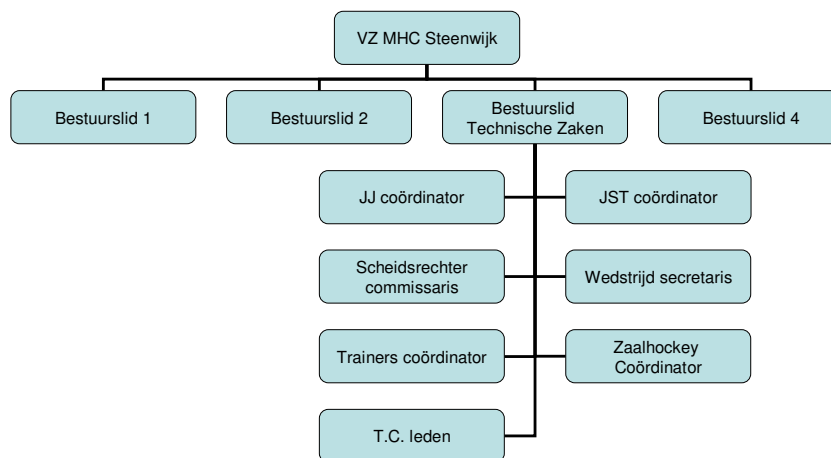 VZ MHC Steenwijk
Bestuurslid 1
Bestuurslid 2
Bestuurslid
Technische Zaken
Bestuurslid 4
JJ coördinator
JST coördinator
Scheidsrechter
commissaris
Wedstrijd secretaris
Trainers coördinator
Zaalhockey
Coördinator
T.C. leden